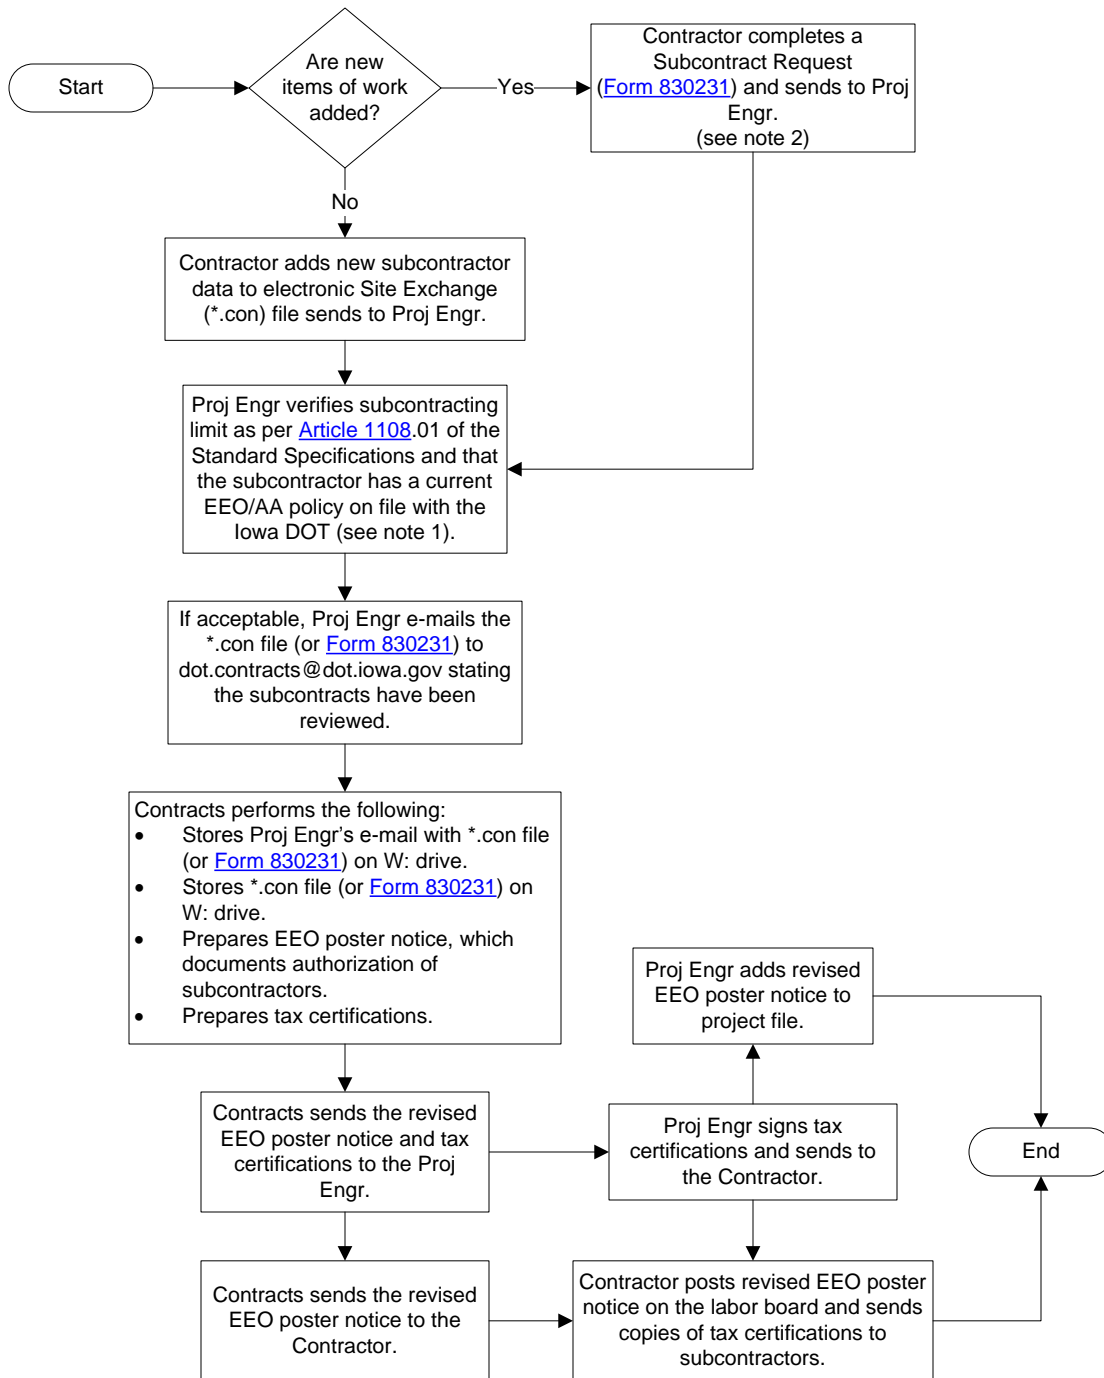 Start
Are new
items of work
added?
Yes
Contractor completes a
Subcontract Request
(Form 830231) and sends to Proj
Engr.
(see note 2)
No
Contractor adds new subcontractor
data to electronic Site Exchange
(*.con) file sends to Proj Engr.
Proj Engr verifies subcontracting
limit as per Article 1108.01 of the
Standard Specifications and that
the subcontractor has a current
EEO/AA policy on file with the
Iowa DOT (see note 1).
If acceptable, Proj Engr e-mails the
*.con file (or Form 830231) to
dot.contracts@dot.iowa.gov stating
the subcontracts have been
reviewed.
Contracts performs the following:
• Stores Proj Engr’s e-mail with *.con file
(or Form 830231) on W: drive.
• Stores *.con file (or Form 830231) on
W: drive.
• Prepares EEO poster notice, which
documents authorization of
subcontractors.
• Prepares tax certifications.
Proj Engr adds revised
EEO poster notice to
project file.
Contracts sends the revised
EEO poster notice and tax
certifications to the Proj
Engr.
Proj Engr signs tax
certifications and sends to
the Contractor.
End
Contracts sends the revised
EEO poster notice to the
Contractor.
Contractor posts revised EEO poster
notice on the labor board and sends
copies of tax certifications to
subcontractors.